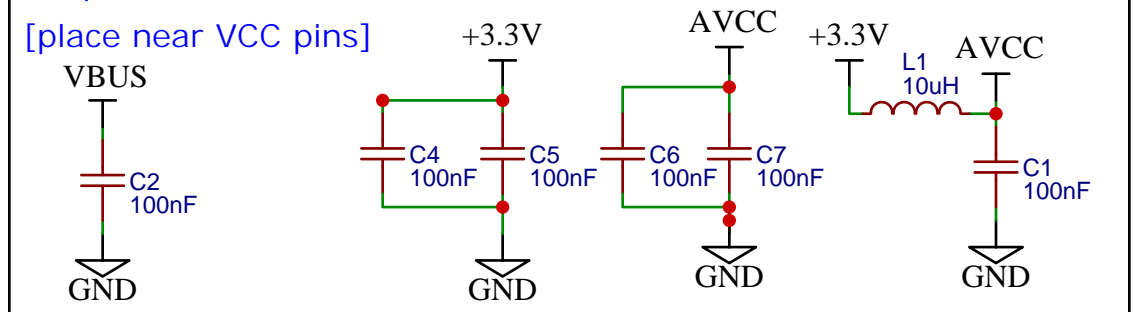 [place near VCC pins]
VBUS
C2
100nF
GND
+3.3V
C4
100nF
C5
100nF
GND
AVCC
C6
100nF
C7
100nF
GND
+3.3V
L1
10uH
AVCC
C1
100nF
GND